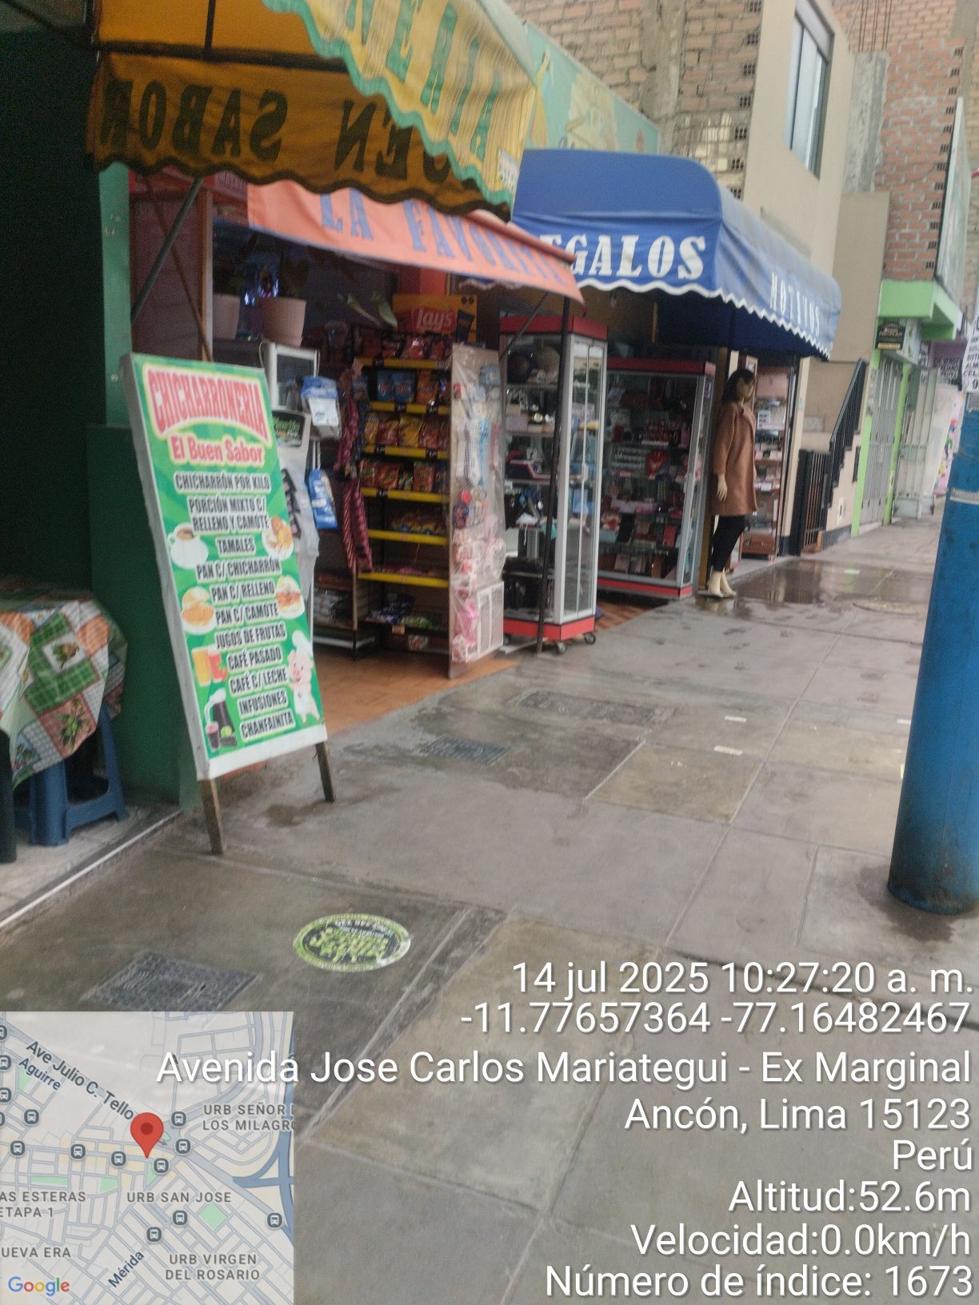 BUEN SABOR
LA FAVORITA
REGALOS
Lay's
CHICHARRONERIA
El Buen Sabor
CHICHARRÓN POR KILO
PORCIÓN MIXTO C/
RELLENO Y CAMOTE
TAMALES
PAN C/ CHICHARRÓN
PAN C/ RELLENO
PAN C/ CAMOTE
JUGOS DE FRUTAS
CAFÉ PASADO
CAFÉ C/ LECHE
INFUSIONES
CHANFAINITA
14 jul 2025 10:27:20 a. m.
-11.77657364 -77.16482467
Avenida Jose Carlos Mariategui - Ex Marginal
Ancón, Lima 15123
Perú
Altitud:52.6m
Velocidad:0.0km/h
Número de índice: 1673
Ave Julio C. Tello
Aguirre
URB SEÑOR
LOS MILAGRO
AS ESTERAS
ETAPA 1
URB SAN JOSE
UEVA ERA
Mérida
URB VIRGEN
DEL ROSARIO
Google